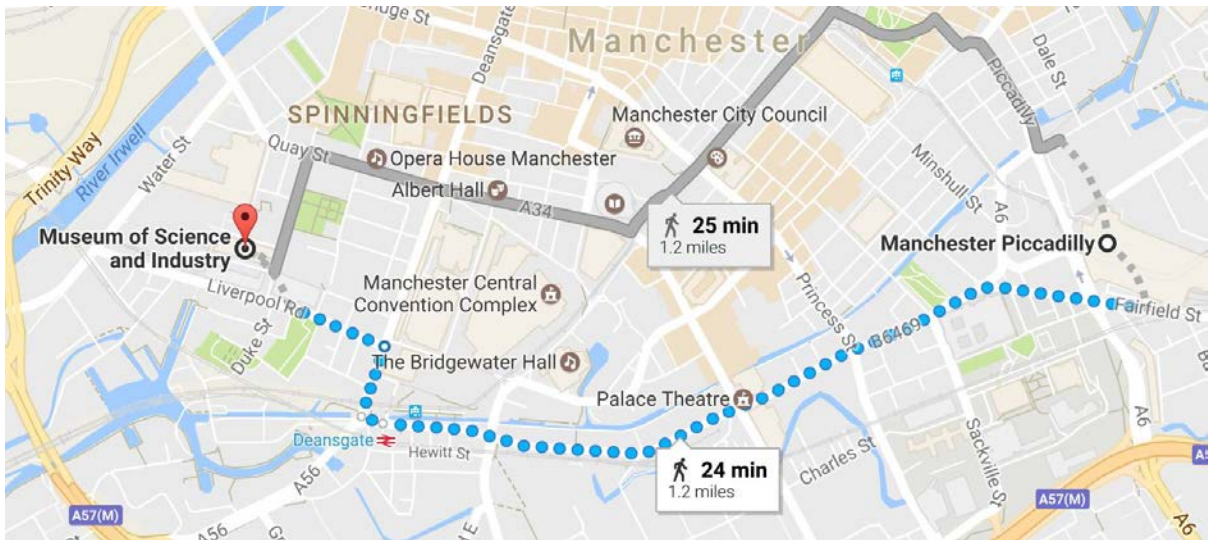 Manchester
Deansgate
SPINNINGFIELDS
Manchester City Council
Piccadilly
Dale St
A6
Trinity Way
River Irwell
Water St
Quay St
Opera House Manchester
Albert Hall
A34
Minshull St
A6
25 min
1.2 miles
Museum of Science
and Industry
Manchester Piccadilly
Manchester Central
Convention Complex
Liverpool Rd
Duke St
Princess St
B6469
Fairfield St
The Bridgewater Hall
Palace Theatre
Deansgate
Hewitt St
A56
24 min
1.2 miles
Charles St
Sackville St
A6
A57(M)
A56
A57(M)
A6